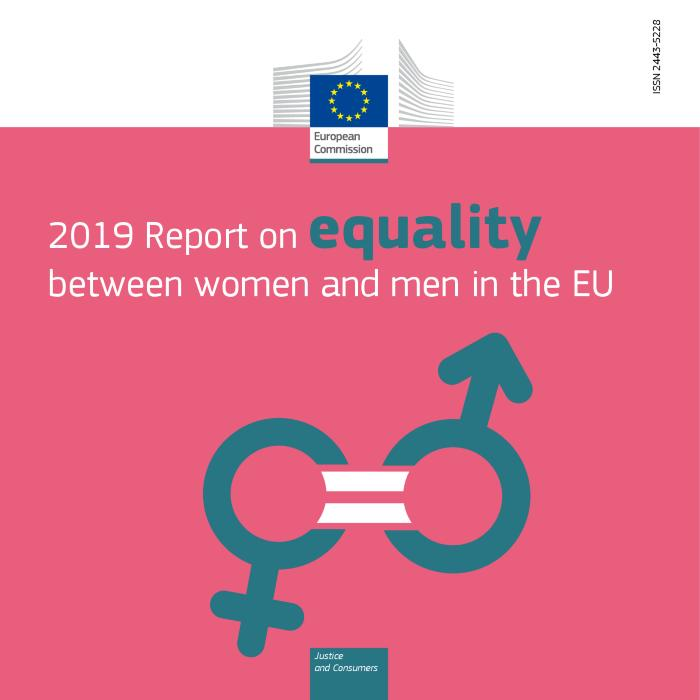 ISSN 2443-5228
European
Commission
2019 Report on equality
between women and men in the EU
Justice
and Consumers